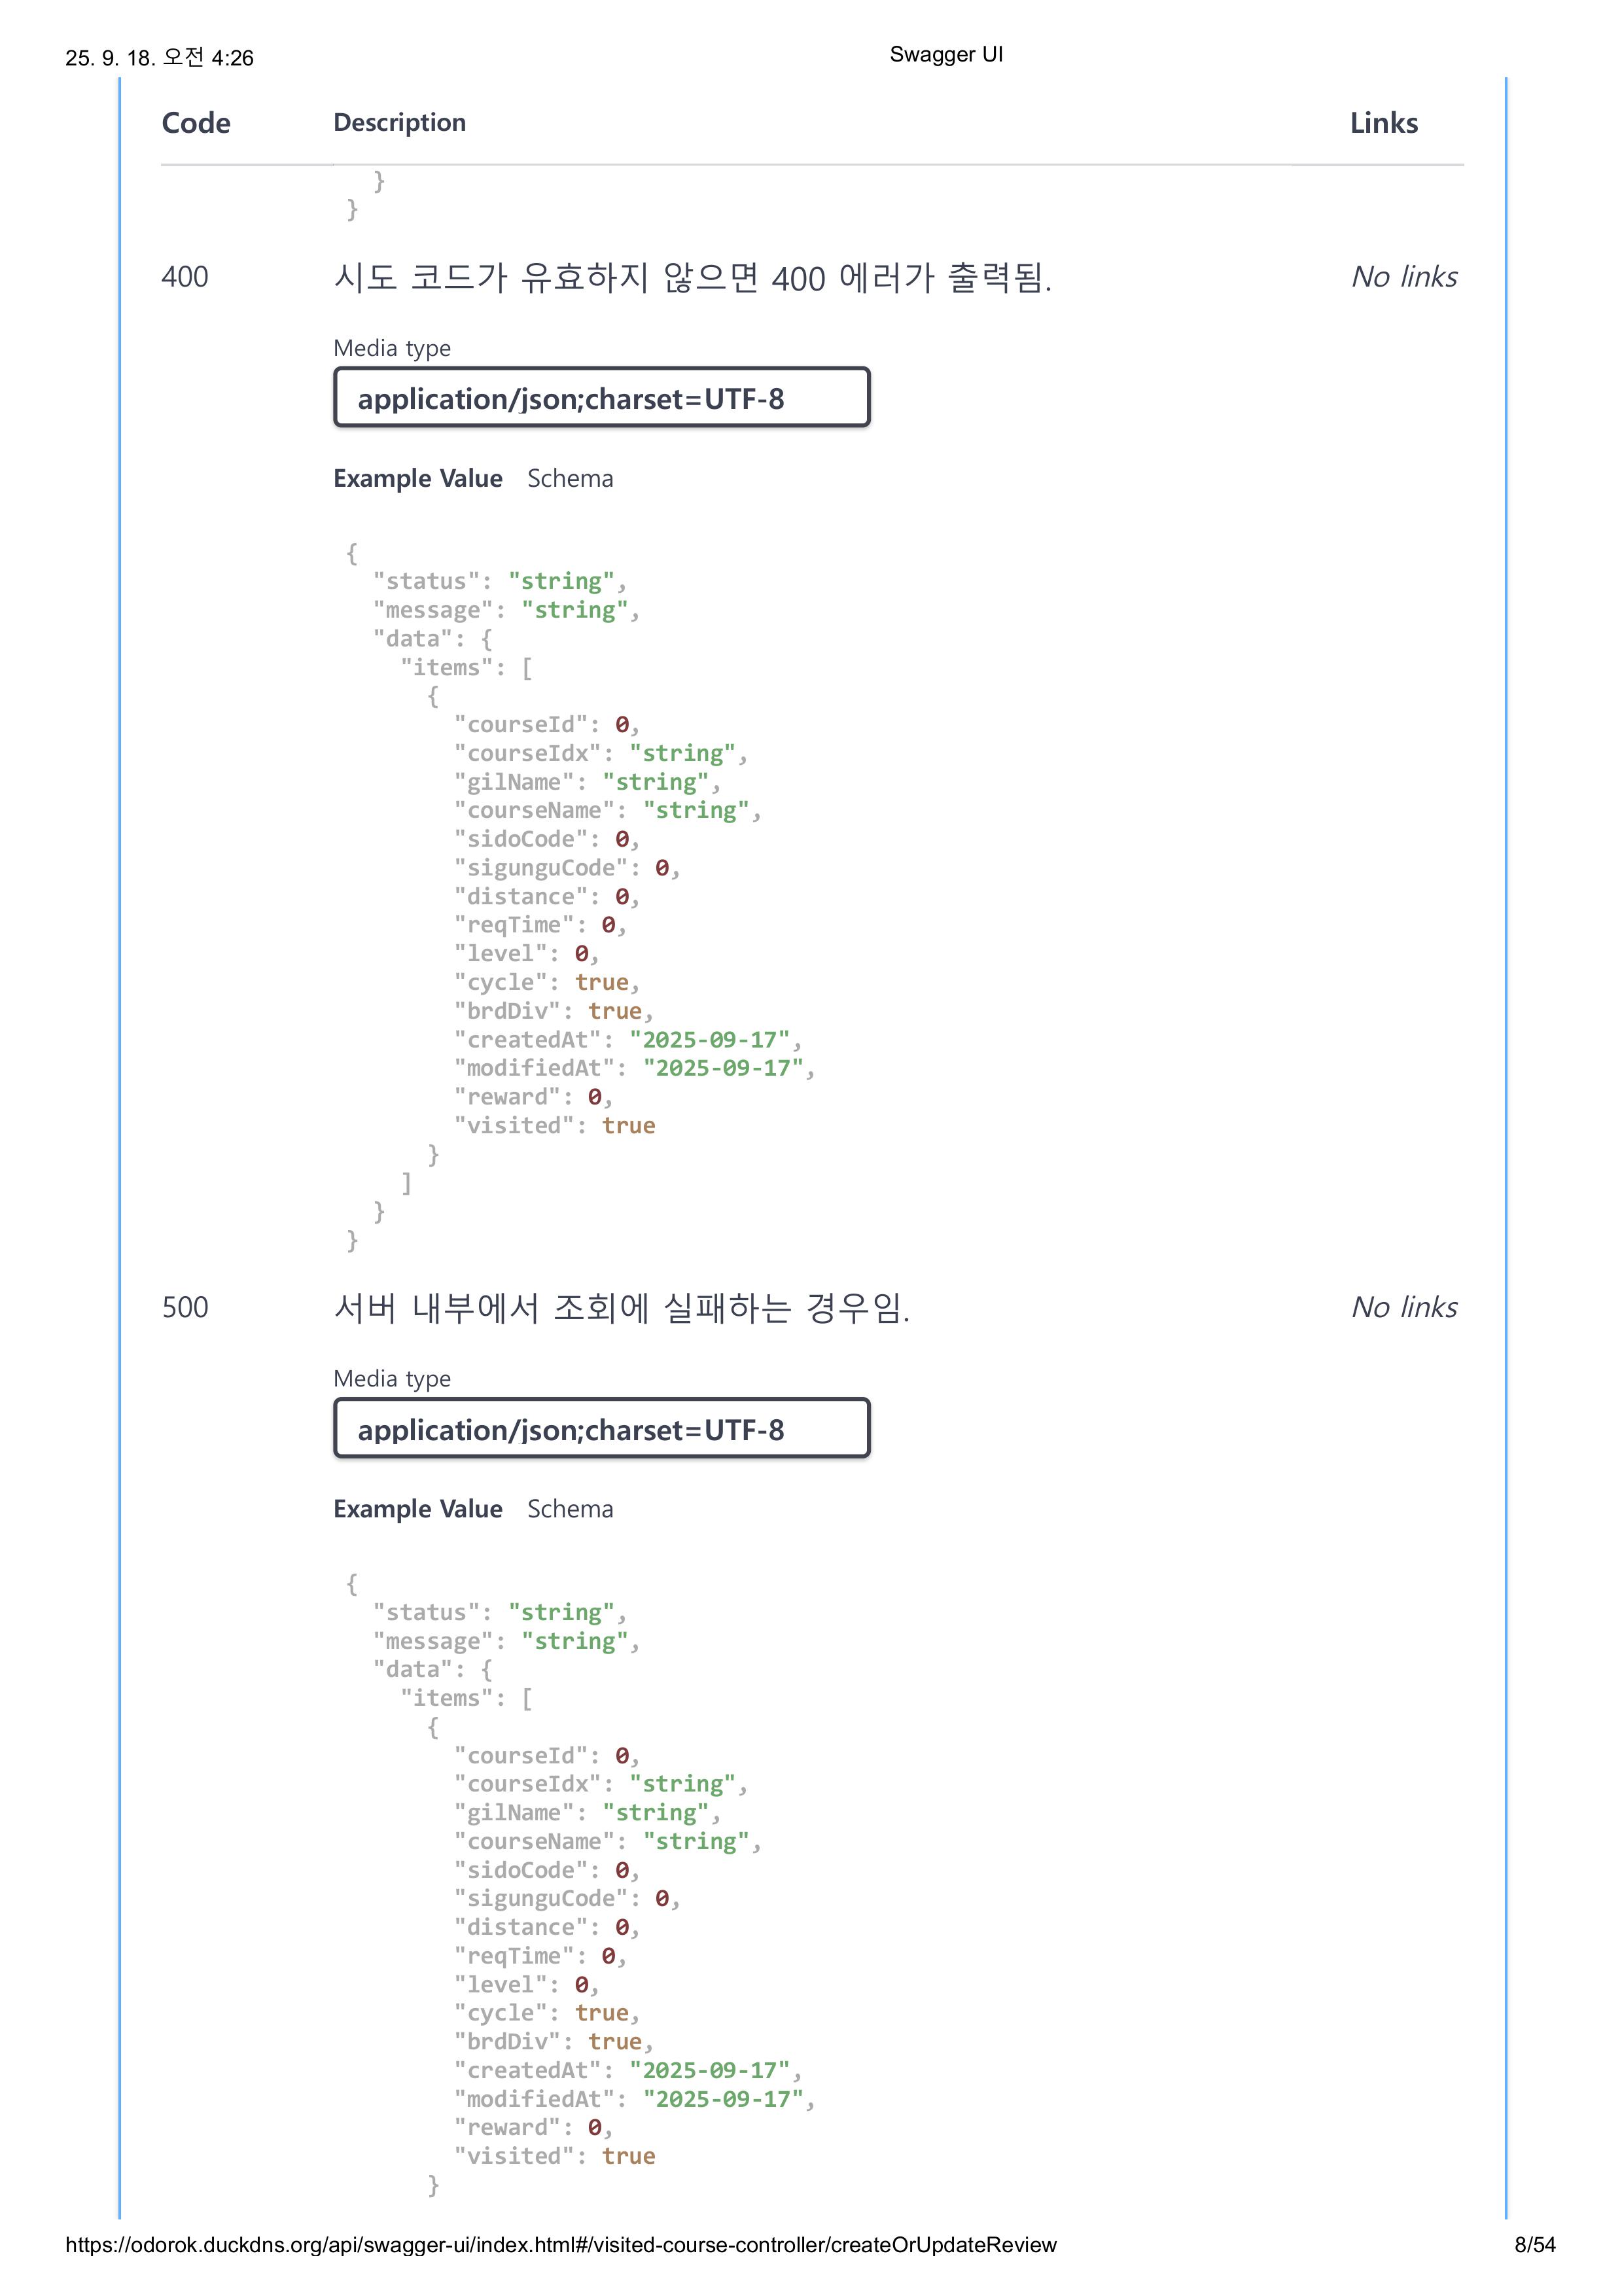 25. 9. 18. 오전 4:26
Swagger UI
Code Description Links
}
}
400 시도 코드가 유효하지 않으면 400 에러가 출력됨. No links
Media type
application/json;charset=UTF-8
Example Value Schema
{
"status": "string",
"message": "string",
"data": {
"items": [
{
"courseId": 0,
"courseIdx": "string",
"gilName": "string",
"courseName": "string",
"sidoCode": 0,
"sigunguCode": 0,
"distance": 0,
"reqTime": 0,
"level": 0,
"cycle": true,
"brdDiv": true,
"createdAt": "2025-09-17",
"modifiedAt": "2025-09-17",
"reward": 0,
"visited": true
}
]
}
}
500 서버 내부에서 조회에 실패하는 경우임. No links
Media type
application/json;charset=UTF-8
Example Value Schema
{
"status": "string",
"message": "string",
"data": {
"items": [
{
"courseId": 0,
"courseIdx": "string",
"gilName": "string",
"courseName": "string",
"sidoCode": 0,
"sigunguCode": 0,
"distance": 0,
"reqTime": 0,
"level": 0,
"cycle": true,
"brdDiv": true,
"createdAt": "2025-09-17",
"modifiedAt": "2025-09-17",
"reward": 0,
"visited": true
}
https://odorok.duckdns.org/api/swagger-ui/index.html#/visited-course-controller/createOrUpdateReview
8/54